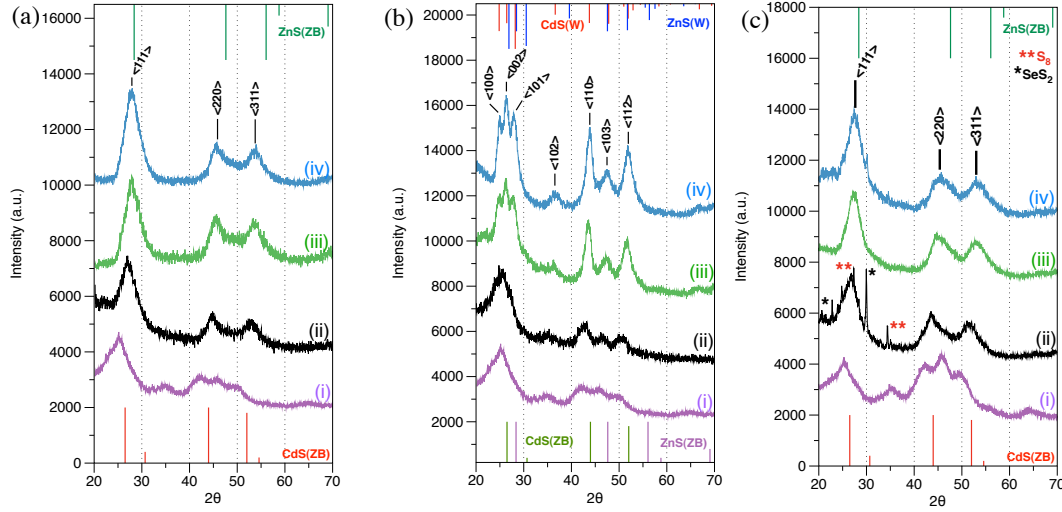 (a)
16000
14000
12000
10000
8000
6000
4000
2000
0
Intensity (a.u.)
ZnS(ZB)
<111>
<220>
<311>
(iv)
(iii)
(ii)
(i)
CdS(ZB)
20 30 40 50 60 70
2θ
(b)
20000
18000
16000
14000
12000
10000
8000
6000
4000
2000
0
Intensity (a.u.)
CdS(W)
ZnS(W)
<100>
<002>
<101>
<102>
<110>
<103>
<112>
(iv)
(iii)
(ii)
(i)
CdS(ZB)
ZnS(ZB)
20 30 40 50 60 70
2θ
(c)
18000
16000
14000
12000
10000
8000
6000
4000
2000
0
Intensity (a.u.)
ZnS(ZB)
**S₈
*SeS₂
<111>
<220>
<311>
(iv)
(iii)
**
*
*
**
(ii)
(i)
CdS(ZB)
20 30 40 50 60 70
2θ